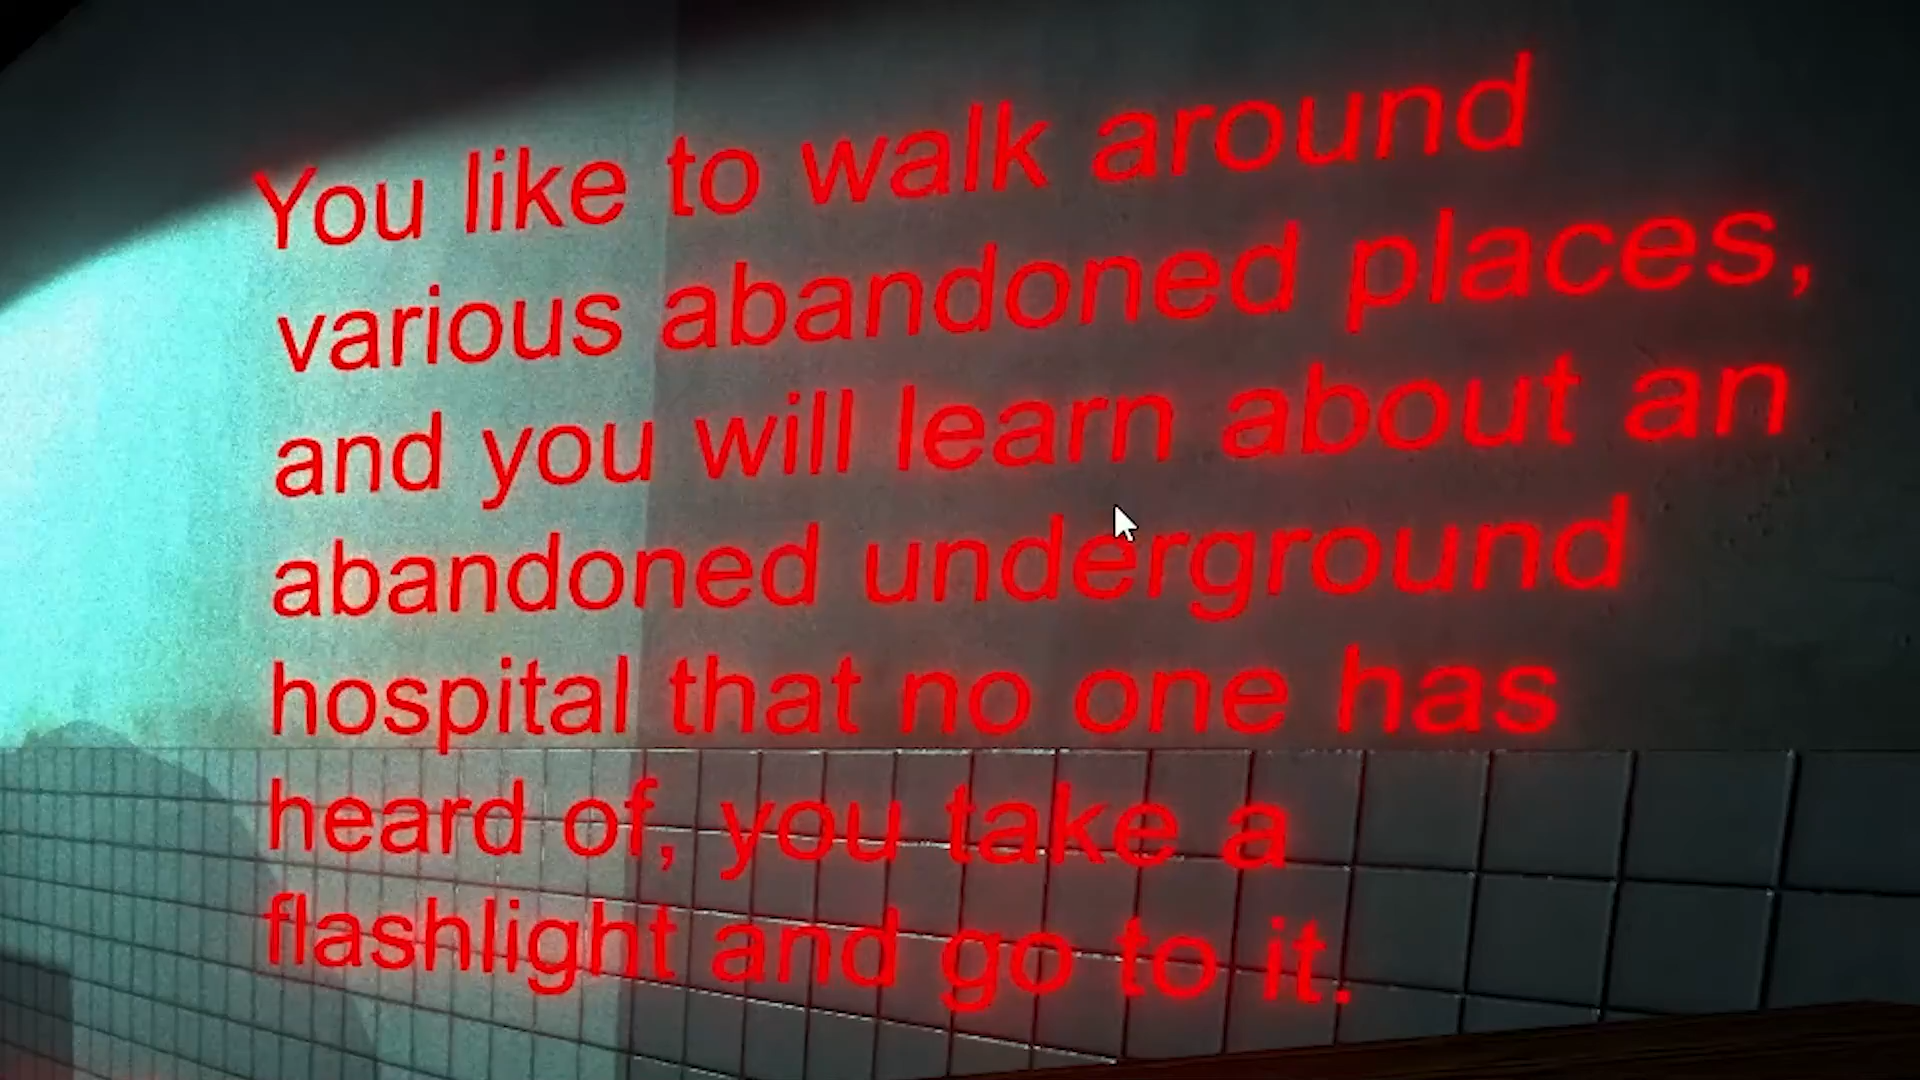 You like to walk around
various abandoned places,
and you will learn about an
abandoned underground
hospital that no one has
heard of, you take a
flashlight and go to it.